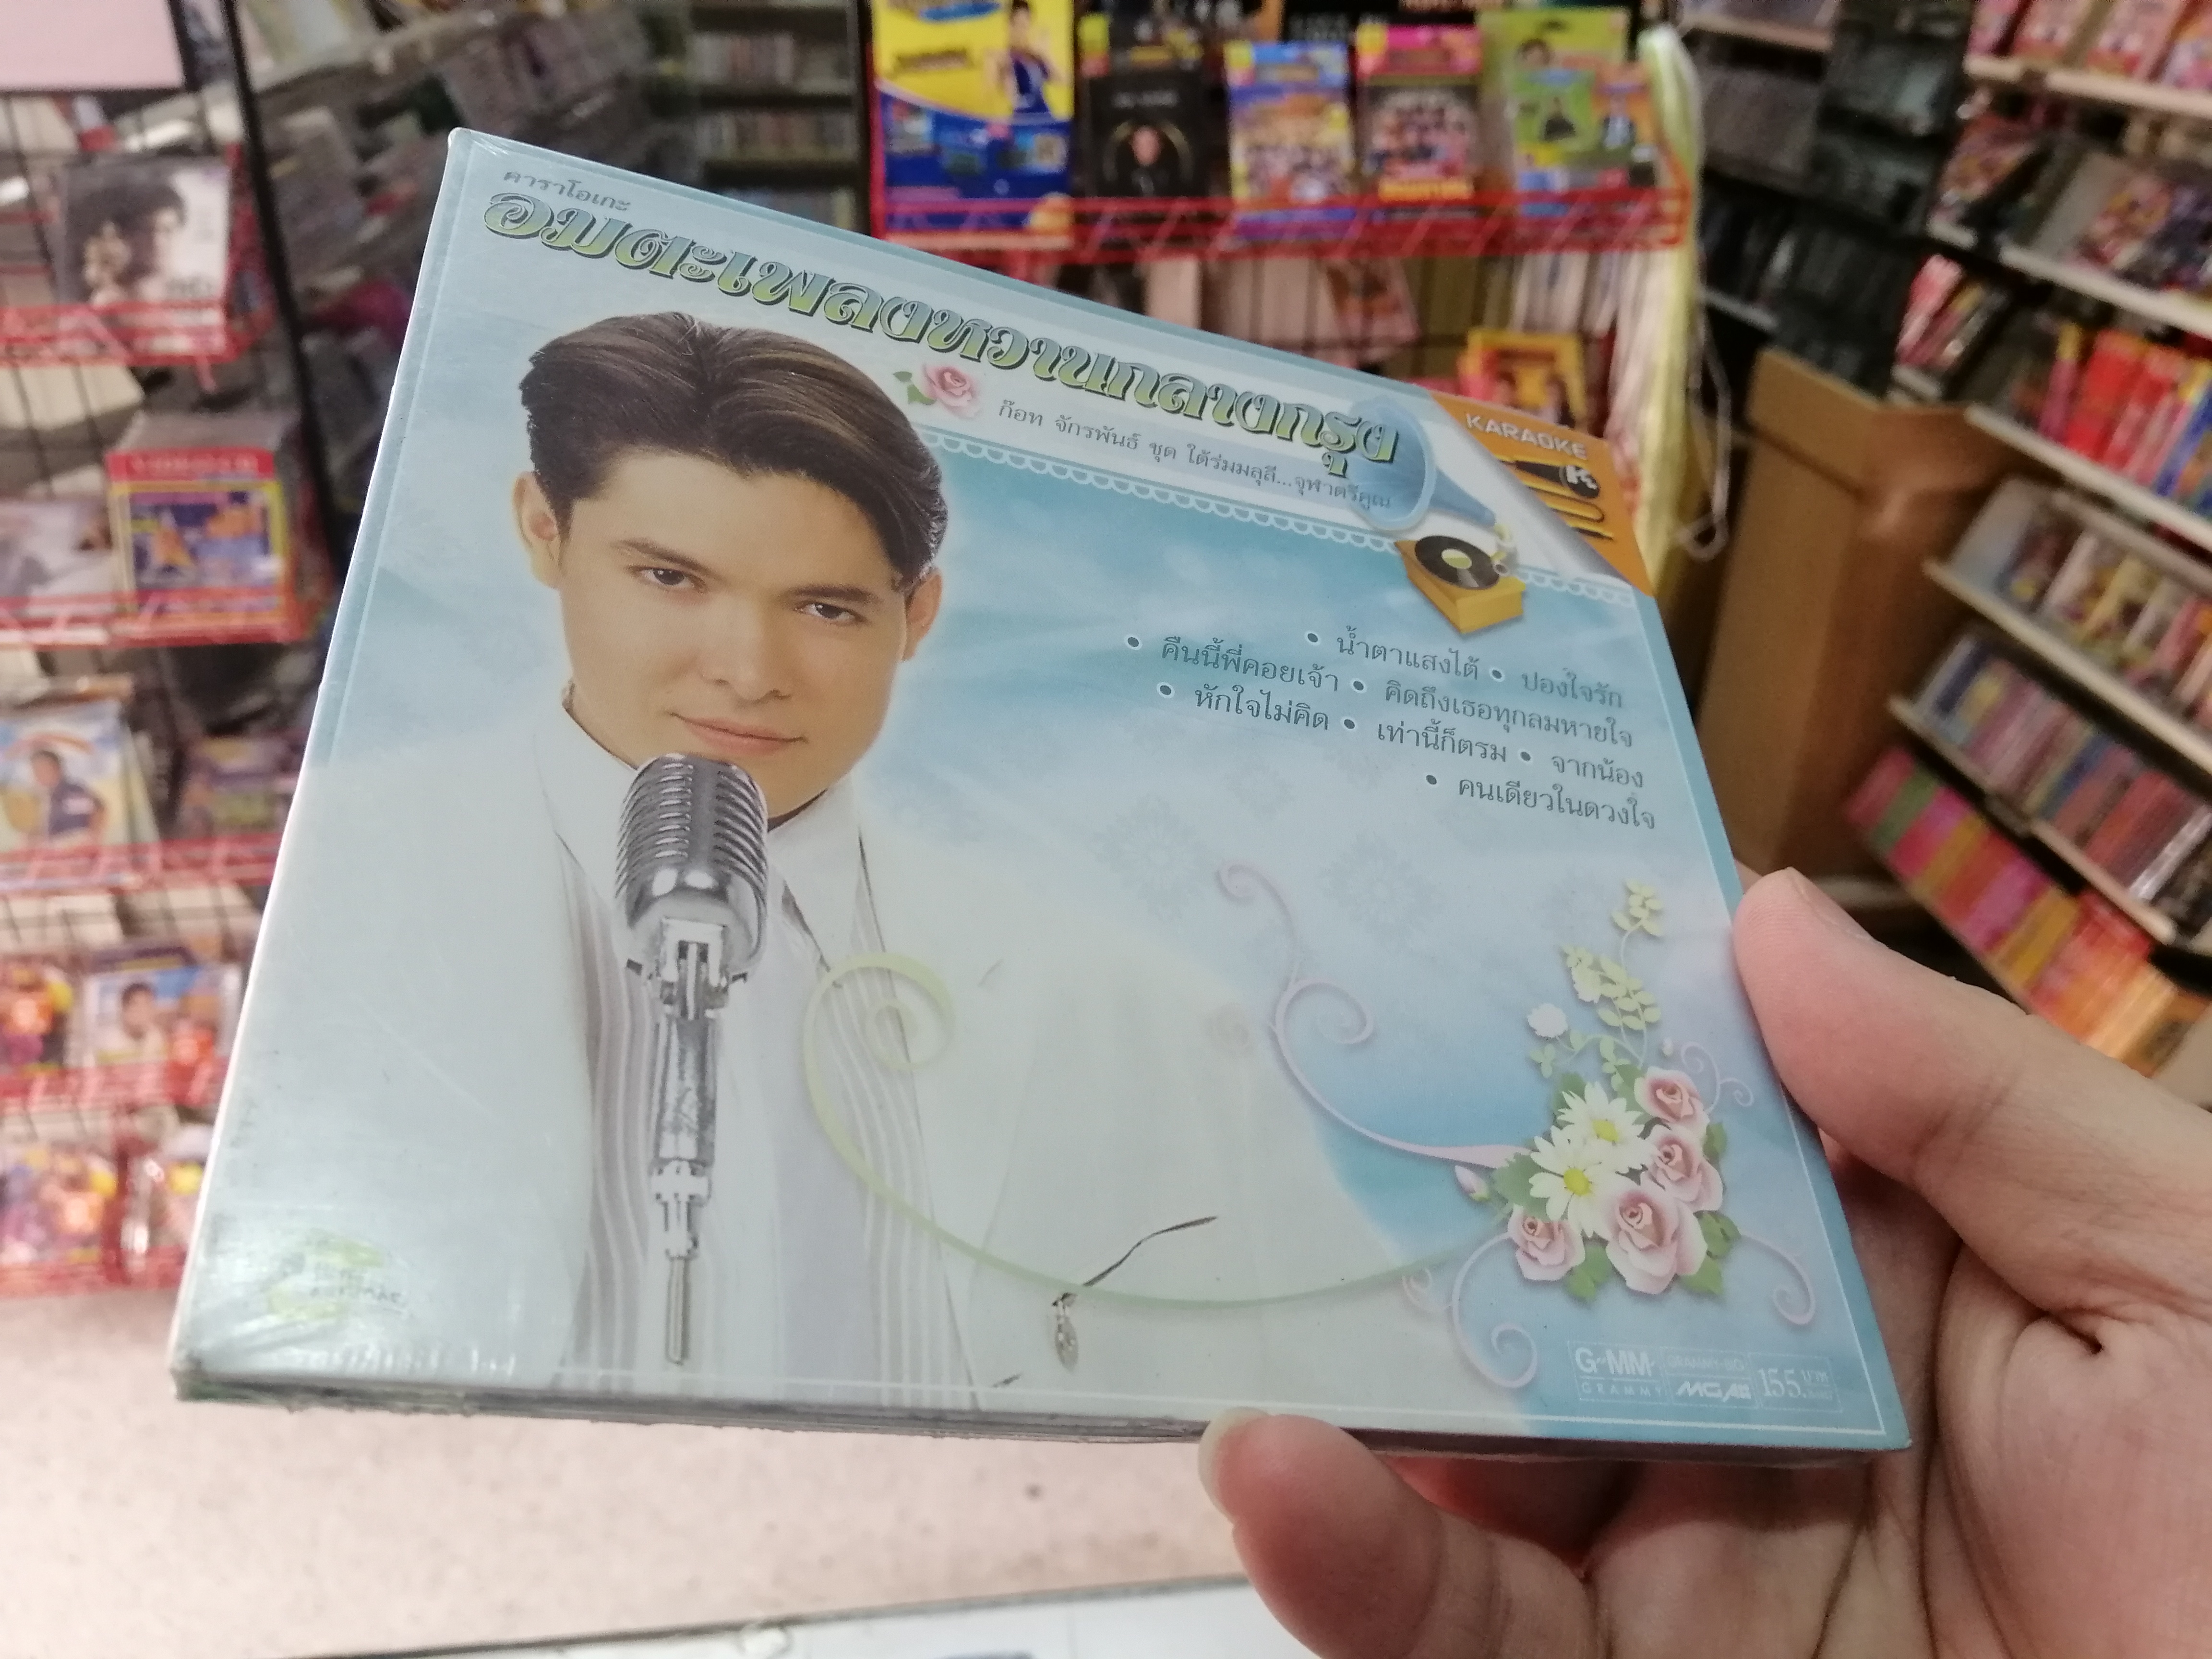 คาราโอเกะ
อมตะเพลงหวานกลางกรุง
ก๊อท จักรพันธ์ ชุด ใต้ร่มมลุลี...จุฬาตรีคูณ
KARAOKE
• น้ำตาแสงไต้ • ปองใจรัก
• คืนนี้พี่คอยเจ้า • คิดถึงเธอทุกลมหายใจ
• หักใจไม่คิด • เท่านี้ก็ตรม • จากน้อง
• คนเดียวในดวงใจ
G-MM-
GRAMMY
MGA
155.
บาท